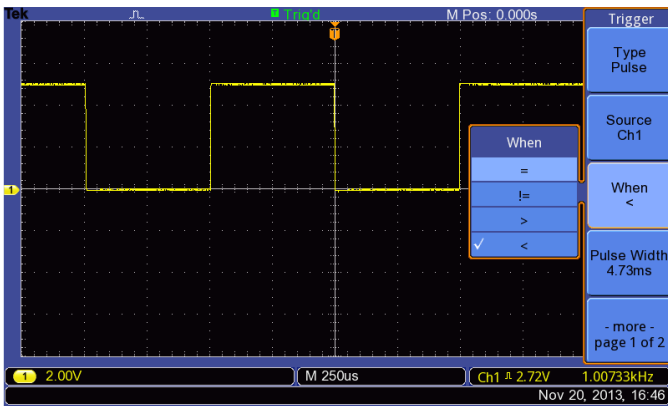 Tek
T Trig'd
M Pos: 0.000s
Trigger
T
Type
Pulse
Source
Ch1
When
=
!=
>
<
When
<
1
Pulse Width
4.73ms
- more -
page 1 of 2
1 2.00V
M 250us
Ch1 2.72V
1.00733kHz
Nov 20, 2013, 16:46